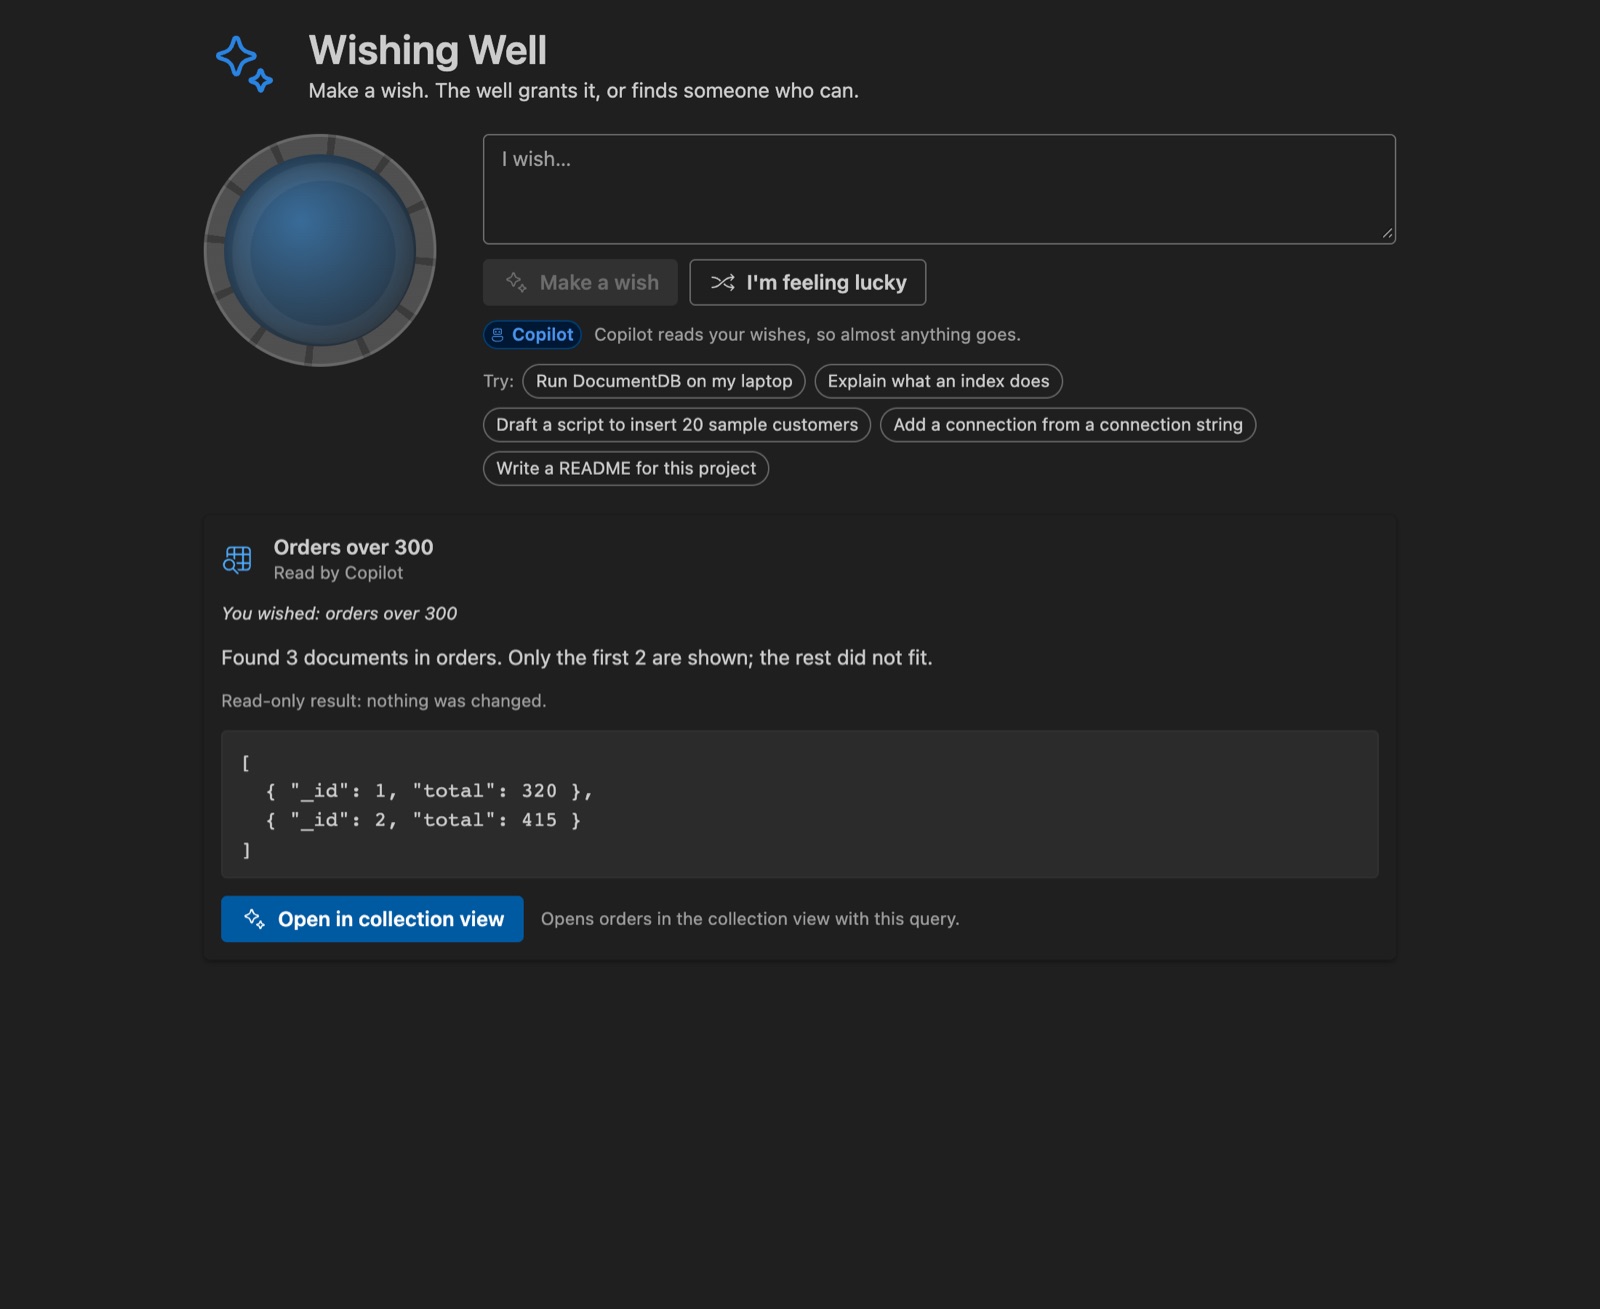 Wishing Well
Make a wish. The well grants it, or finds someone who can.
I wish...
Make a wish
I'm feeling lucky
Copilot
Copilot reads your wishes, so almost anything goes.
Try:
Run DocumentDB on my laptop
Explain what an index does
Draft a script to insert 20 sample customers
Add a connection from a connection string
Write a README for this project
Orders over 300
Read by Copilot
You wished: orders over 300
Found 3 documents in orders. Only the first 2 are shown; the rest did not fit.
Read-only result: nothing was changed.
[
  { "_id": 1, "total": 320 },
  { "_id": 2, "total": 415 }
]
Open in collection view
Opens orders in the collection view with this query.